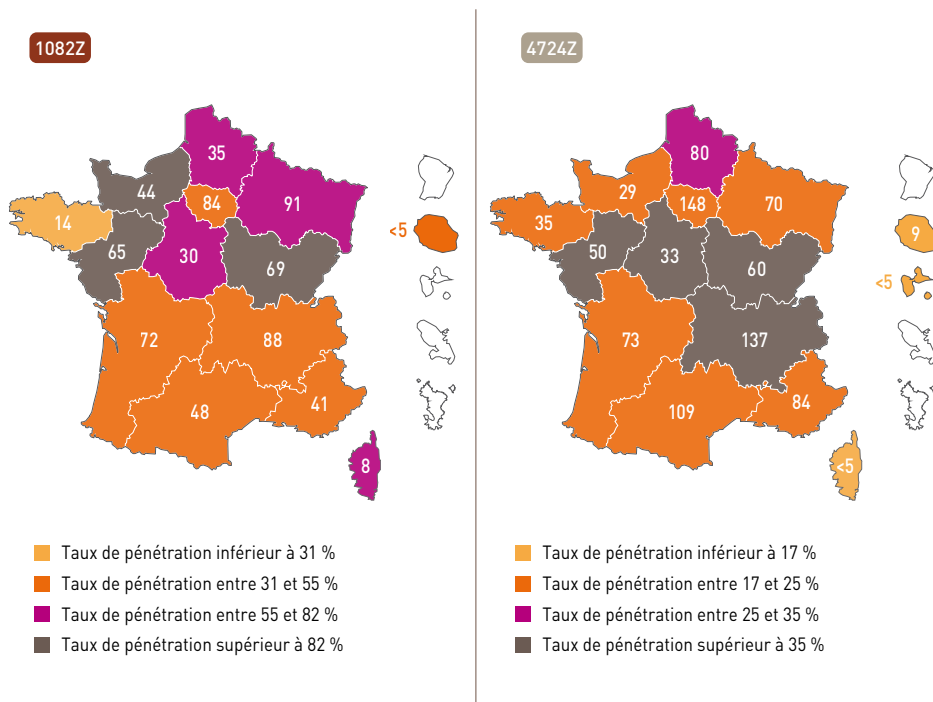 1082Z
35
44
84
91
14
<5
65
30
69
72
88
48
41
8
Taux de pénétration inférieur à 31 %
Taux de pénétration entre 31 et 55 %
Taux de pénétration entre 55 et 82 %
Taux de pénétration supérieur à 82 %
4724Z
80
29
148
70
35
9
50
33
60
<5
73
137
109
84
<5
Taux de pénétration inférieur à 17 %
Taux de pénétration entre 17 et 25 %
Taux de pénétration entre 25 et 35 %
Taux de pénétration supérieur à 35 %